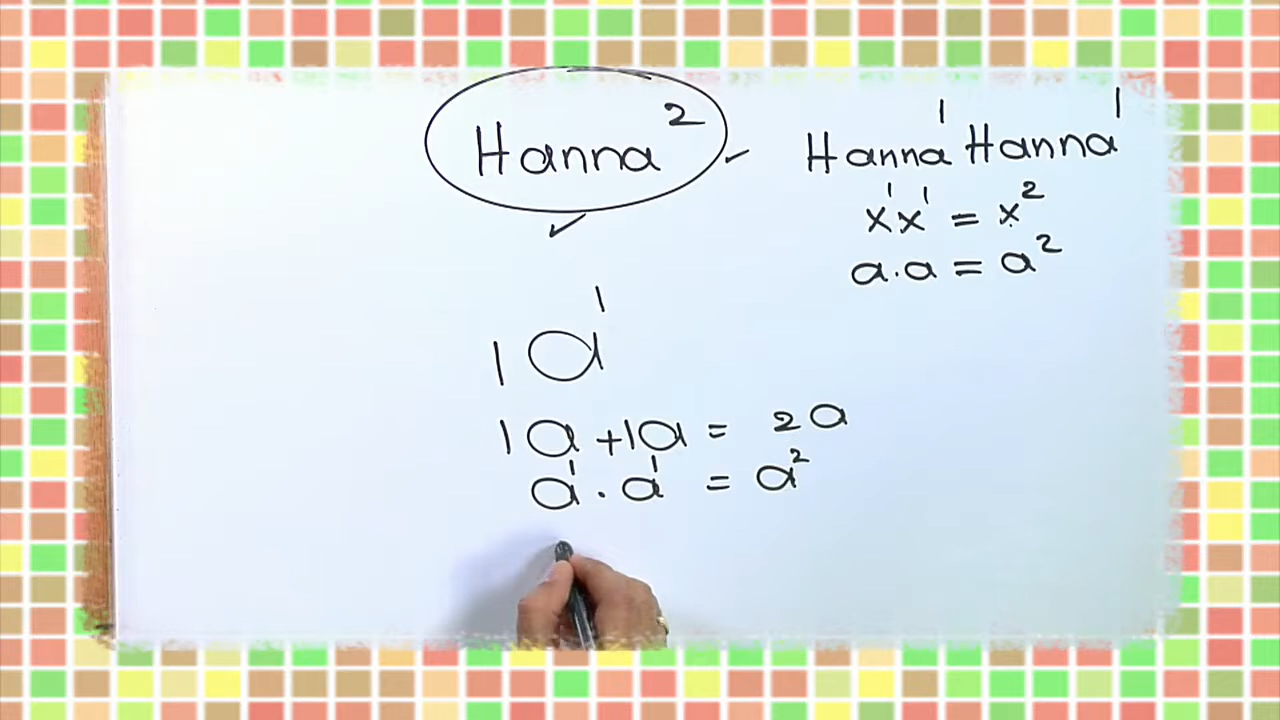 Hanna²
Hanna¹Hanna¹
x¹x¹ = x²
a.a = a²
1a¹
1a+1a = 2a
a¹.a¹ = a²